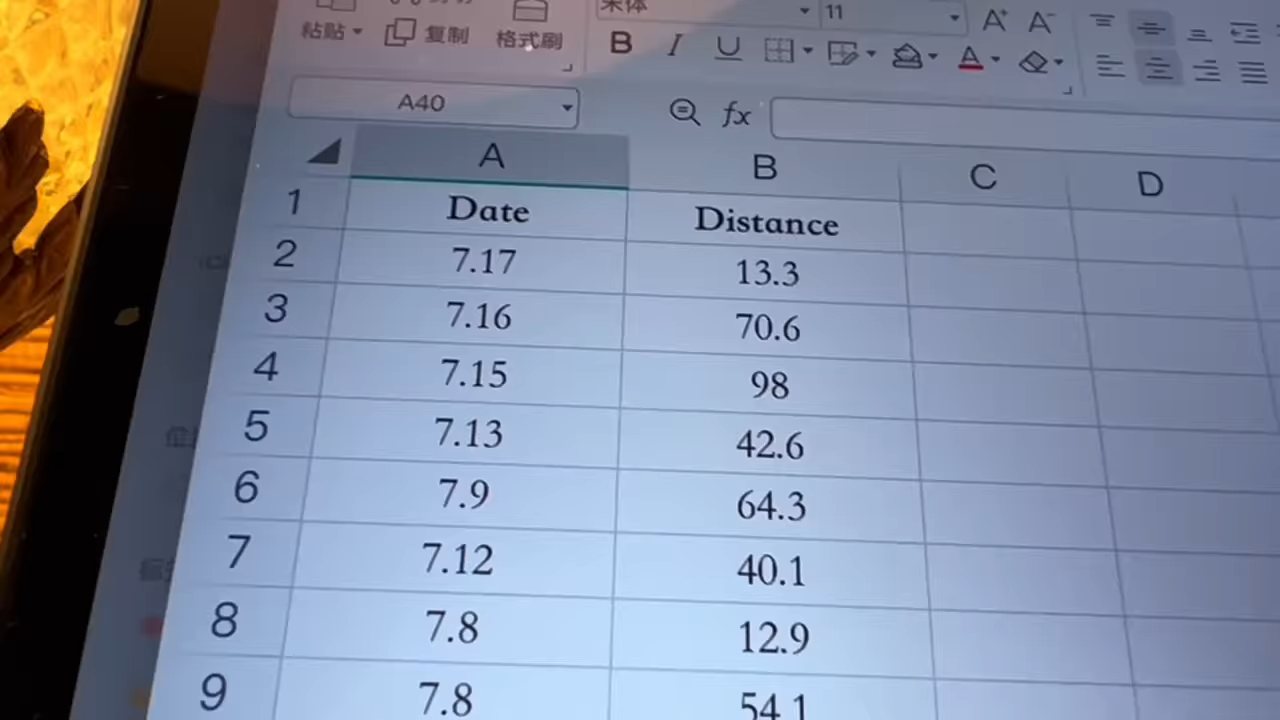 11
A⁺ A⁻
粘贴 复制 格式刷 B I U A
A40 fx
A B C D
1 Date Distance
2 7.17 13.3
3 7.16 70.6
4 7.15 98
5 7.13 42.6
6 7.9 64.3
7 7.12 40.1
8 7.8 12.9
9 7.8 54.1